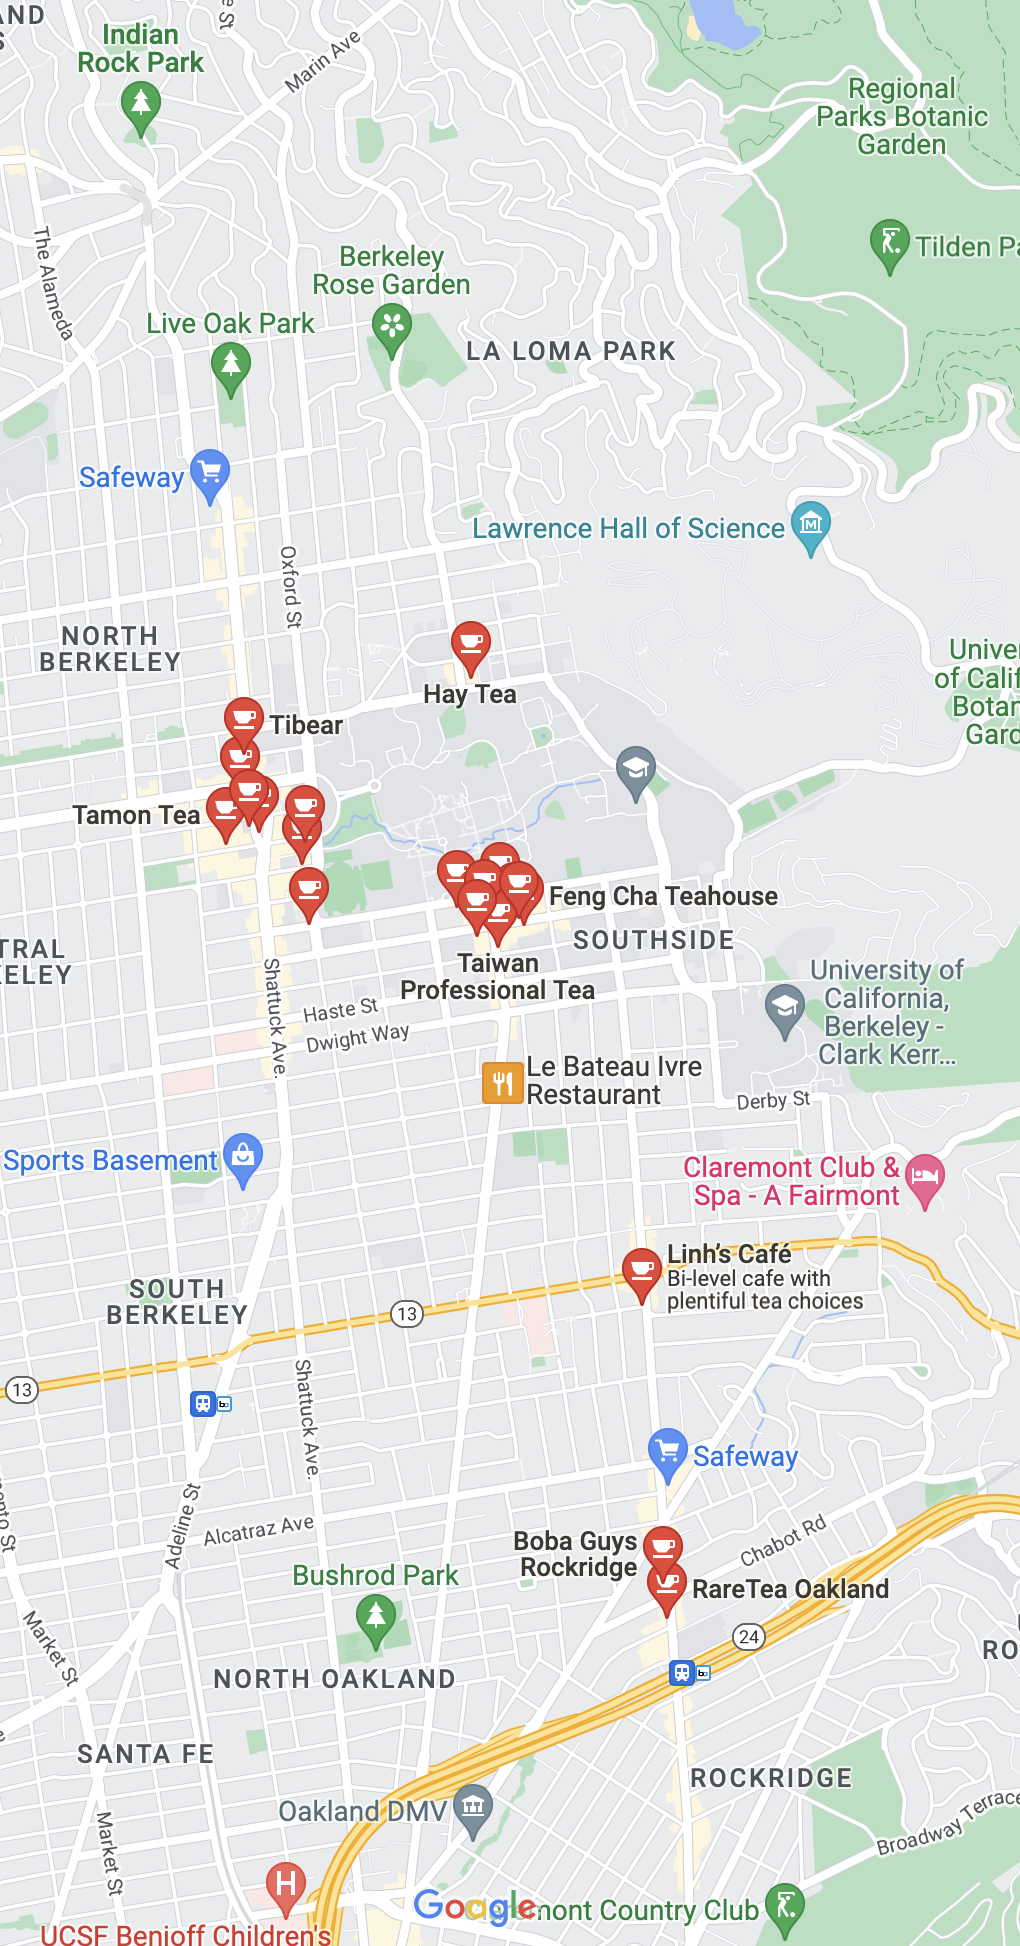 Indian
Rock Park
Marin Ave
Regional
Parks Botanic
Garden
The Alameda
Tilden Pa
Berkeley
Rose Garden
Live Oak Park
LA LOMA PARK
Safeway
Lawrence Hall of Science
Oxford St
NORTH
BERKELEY
Hay Tea
Univer
of Calif
Botan
Gard
Tibear
Tamon Tea
Feng Cha Teahouse
SOUTHSIDE
TRAL
KELEY
Taiwan
Professional Tea
University of
California,
Berkeley -
Clark Kerr...
Shattuck Ave.
Haste St
Dwight Way
Le Bateau Ivre
Restaurant
Derby St
Sports Basement
Claremont Club &
Spa - A Fairmont
Linh's Café
Bi-level cafe with
plentiful tea choices
SOUTH
BERKELEY
13
13
Shattuck Ave.
Safeway
Adeline St
Alcatraz Ave
Boba Guys
Rockridge
Chabot Rd
RareTea Oakland
Bushrod Park
24
Market St
NORTH OAKLAND
RO
SANTA FE
ROCKRIDGE
Oakland DMV
Market St
Broadway Terrace
H
Google
mont Country Club
UCSF Benioff Children's